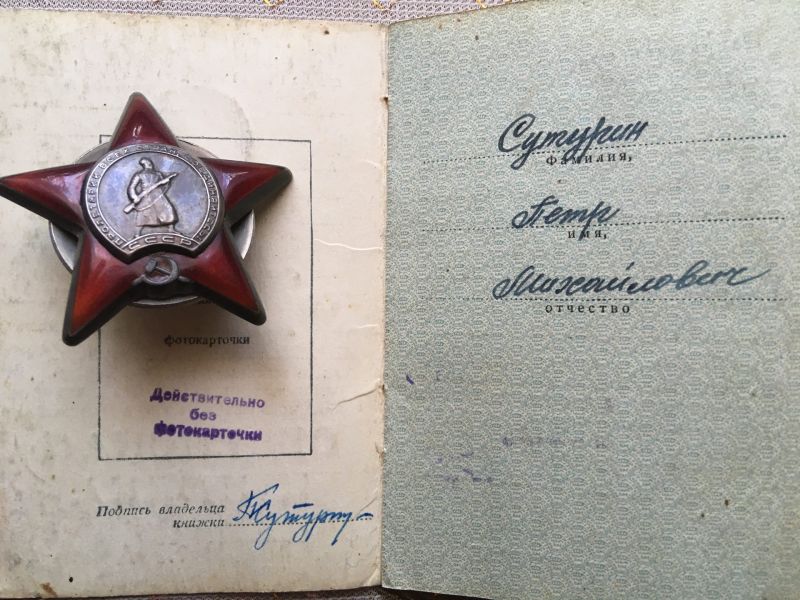 ПРОЛЕТАРИИ ВСЕХ СТРАН, СОЕДИНЯЙТЕСЬ!
СССР
фотокарточки
Действительно
без
фотокарточки
Подпись владельца
книжки
Сутурин
фамилия,
Петр
имя,
Михайлович
отчество